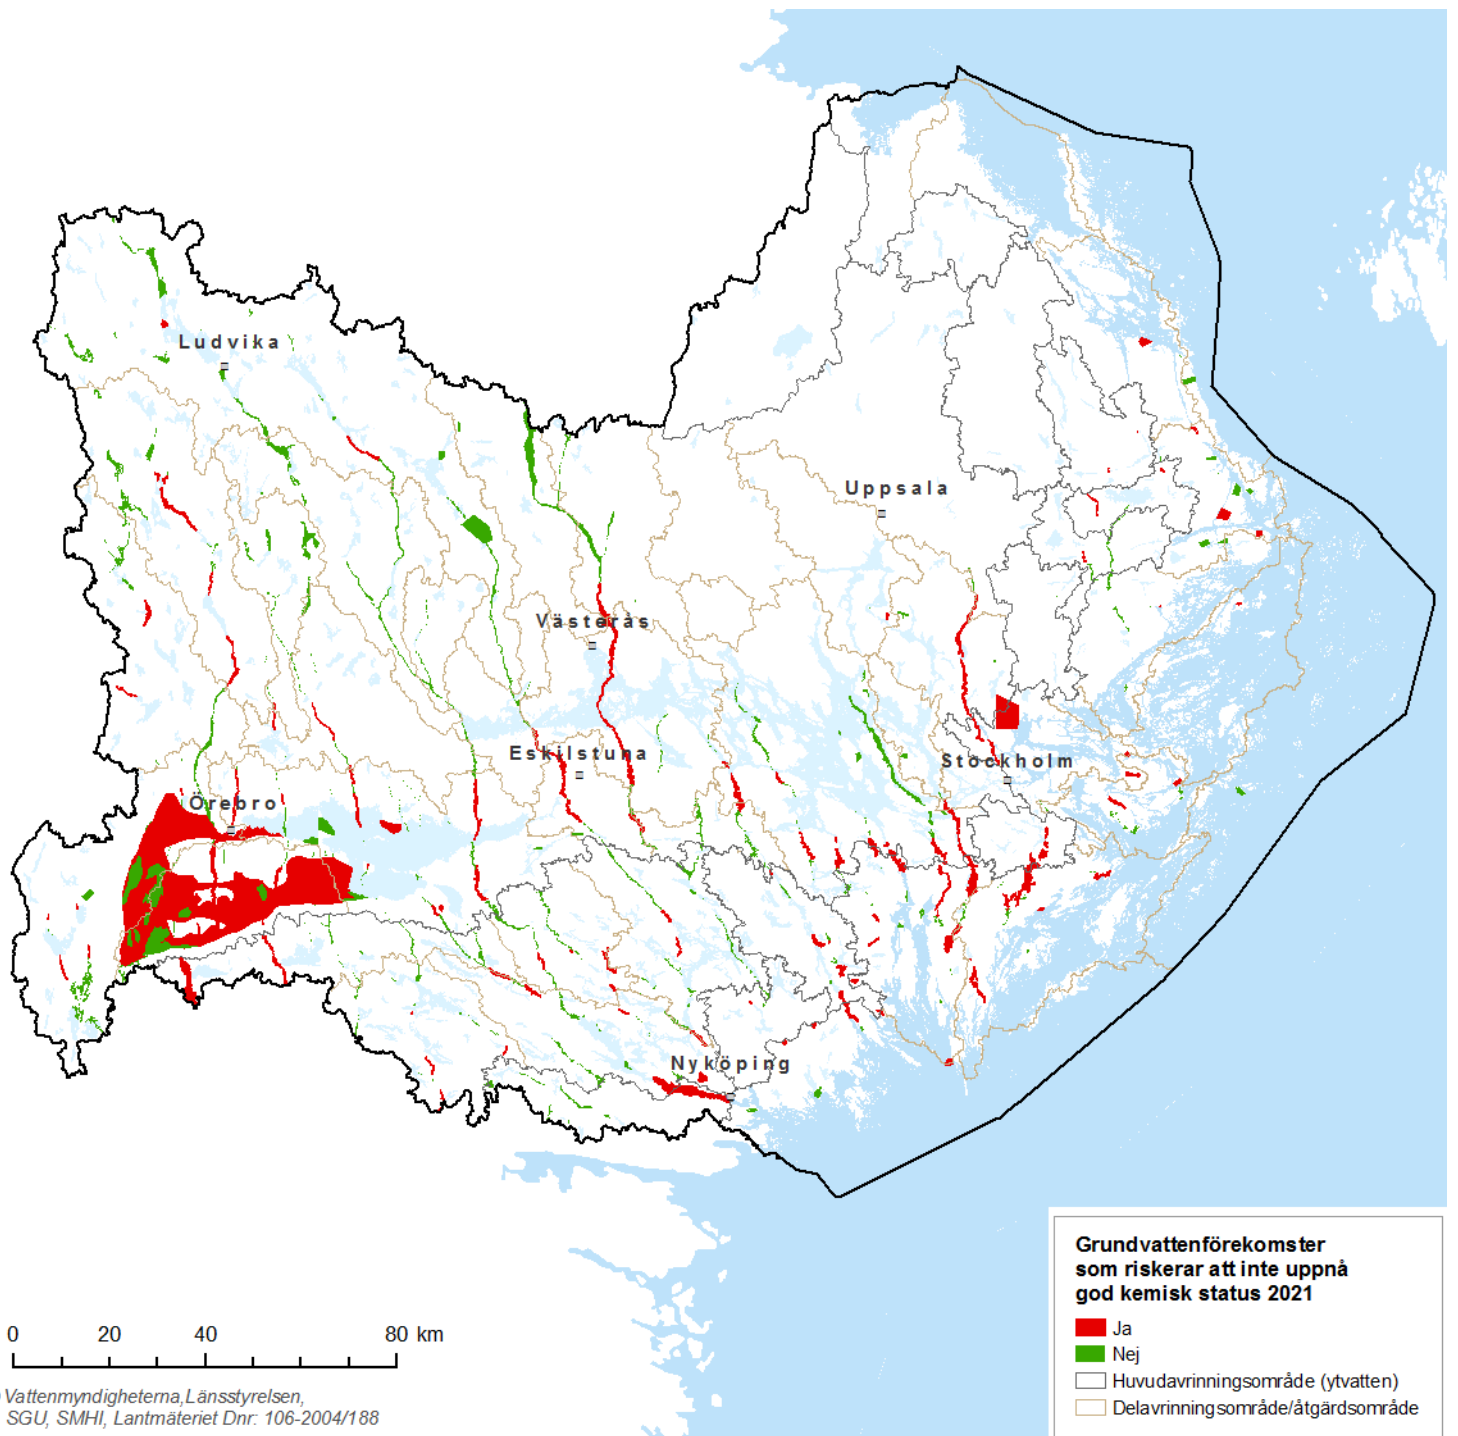 Ludvika
Uppsala
Västerås
Eskilstuna
Stockholm
Örebro
Nyköping
Grundvattenförekomster
som riskerar att inte uppnå
god kemisk status 2021
Ja
Nej
Huvudavrinningsområde (ytvatten)
Delavrinningsområde/åtgärdsområde
0 20 40 80 km
Vattenmyndigheterna,Länsstyrelsen,
SGU, SMHI, Lantmäteriet Dnr: 106-2004/188